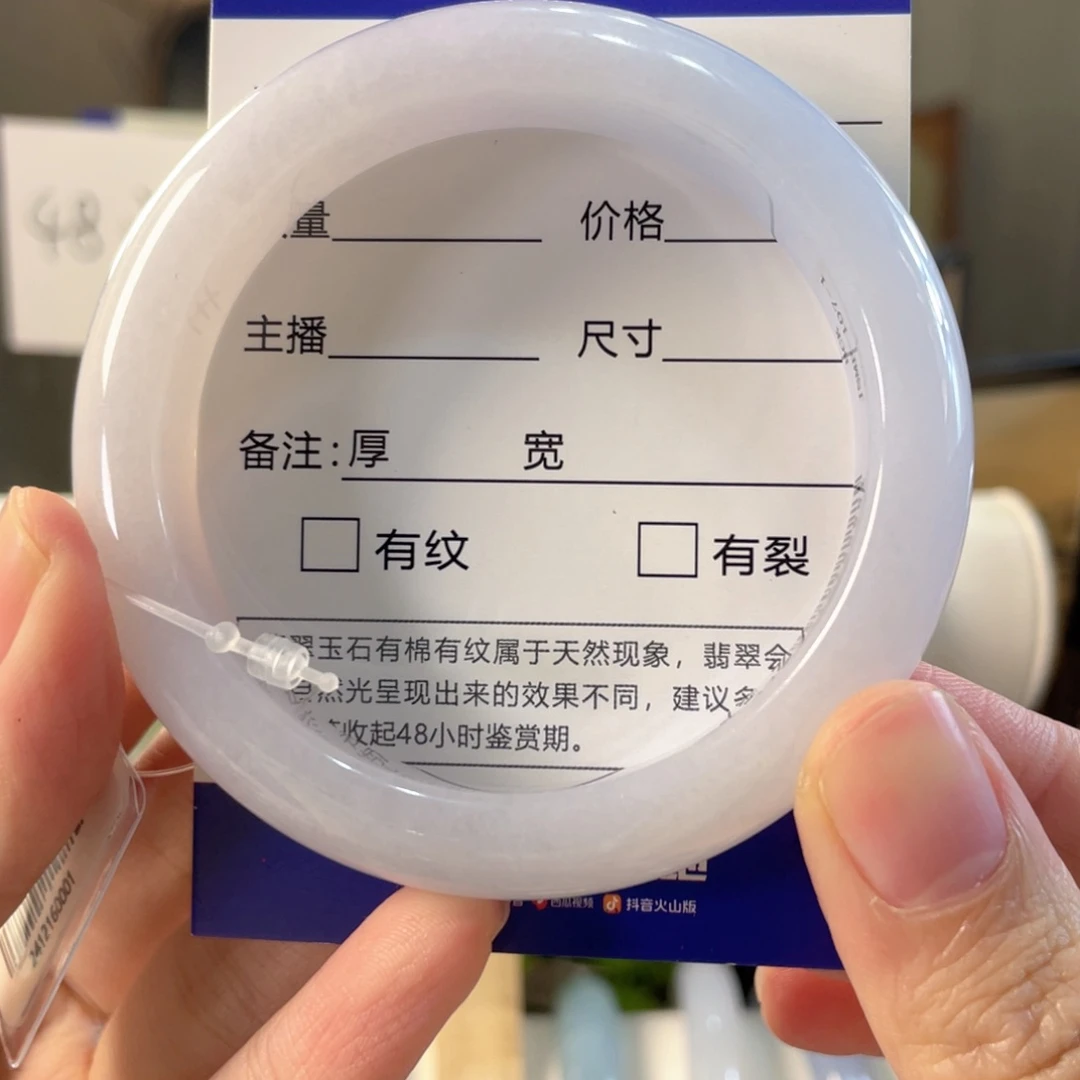 量 价格
48
主播 尺寸
备注:厚 宽
有纹 有裂
翠玉石有棉有纹属于天然现象，翡翠会
然光呈现出来的效果不同，建议多
收起48小时鉴赏期。
西瓜视频 抖音火山版
2412160001